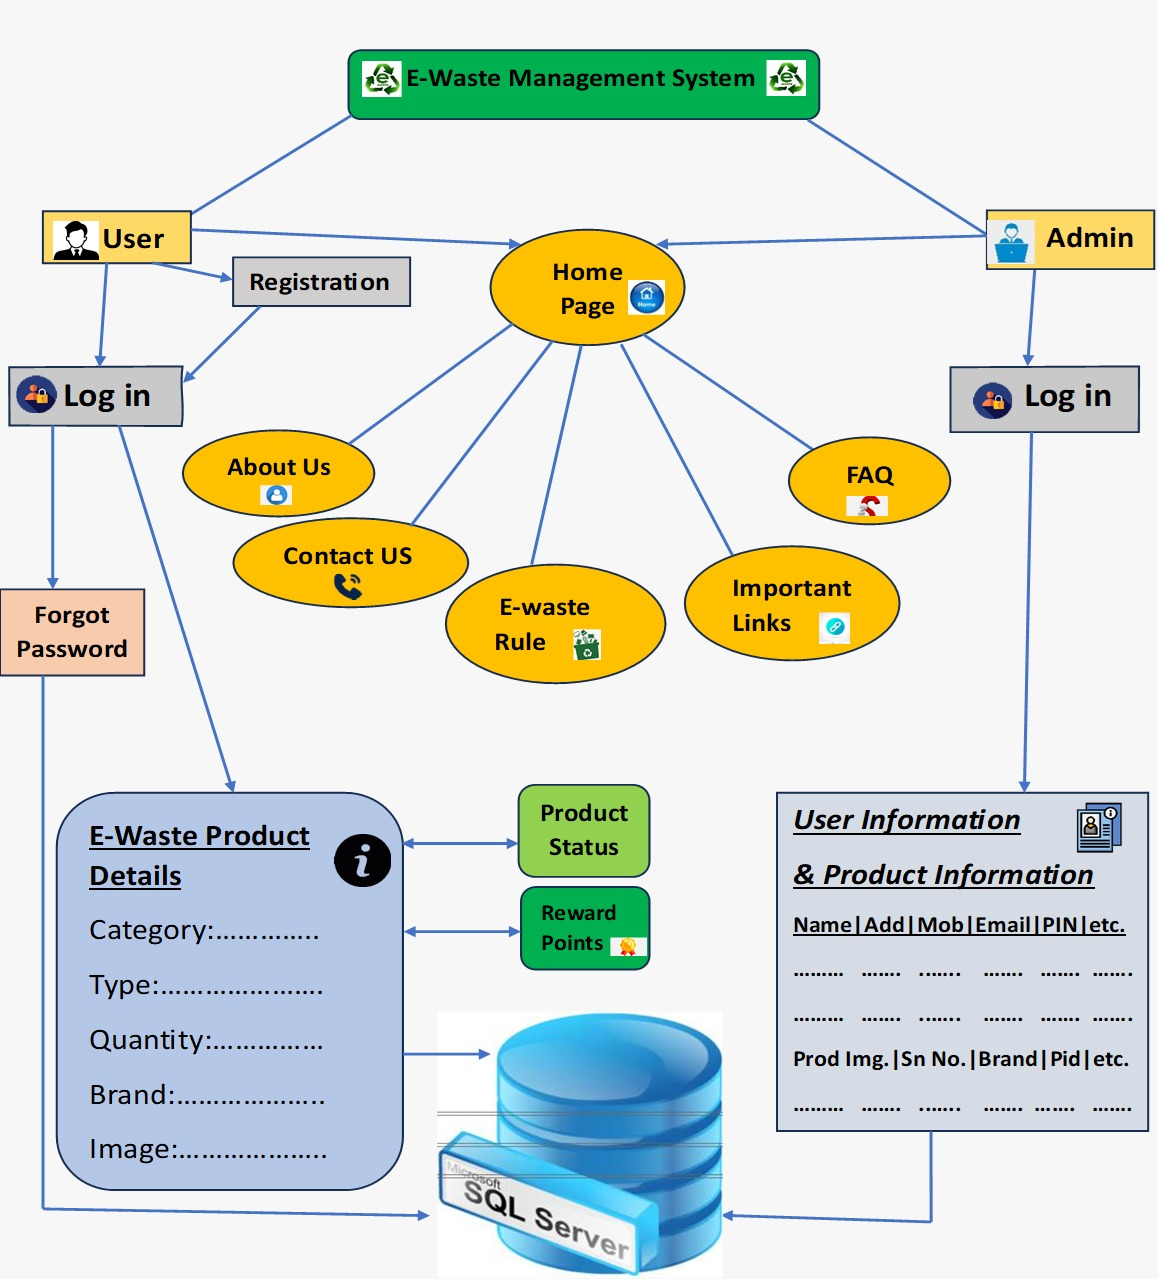 E-Waste Management System
User
Admin
Home
Page
Home
Registration
Log in
Log in
About Us
FAQ
Contact US
E-waste
Rule
Important
Links
Forgot
Password
E-Waste Product
Details
i
Category:..............
Type:......................
Quantity:...............
Brand:....................
Image:....................
Product
Status
Reward
Points
User Information
& Product Information
Name|Add|Mob|Email|PIN|etc.
......... ....... ....... ....... ....... .......
......... ....... ....... ....... ....... .......
Prod Img.|Sn No.|Brand|Pid|etc.
......... ....... ....... ....... ....... .......
Microsoft
SQL Server